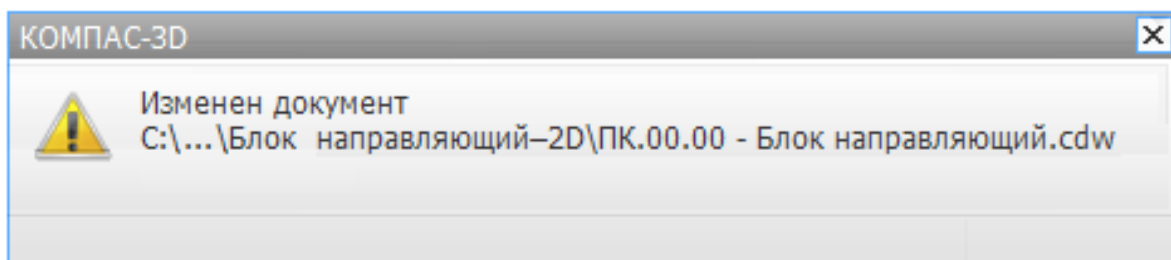 КОМПАС-3D
Изменен документ
C:\...\Блок направляющий–2D\ПК.00.00 - Блок направляющий.cdw